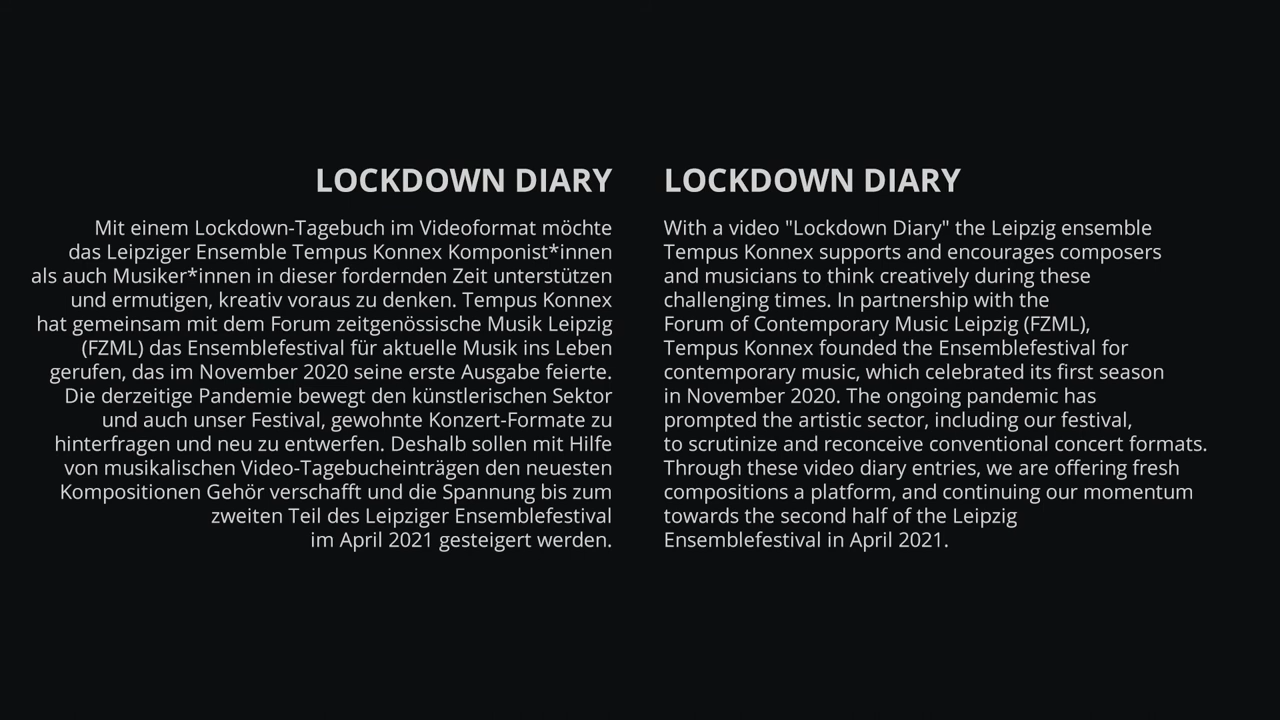 LOCKDOWN DIARY
Mit einem Lockdown-Tagebuch im Videoformat möchte
das Leipziger Ensemble Tempus Konnex Komponist*innen
als auch Musiker*innen in dieser fordernden Zeit unterstützen
und ermutigen, kreativ voraus zu denken. Tempus Konnex
hat gemeinsam mit dem Forum zeitgenössische Musik Leipzig
(FZML) das Ensemblefestival für aktuelle Musik ins Leben
gerufen, das im November 2020 seine erste Ausgabe feierte.
Die derzeitige Pandemie bewegt den künstlerischen Sektor
und auch unser Festival, gewohnte Konzert-Formate zu
hinterfragen und neu zu entwerfen. Deshalb sollen mit Hilfe
von musikalischen Video-Tagebucheinträgen den neuesten
Kompositionen Gehör verschafft und die Spannung bis zum
zweiten Teil des Leipziger Ensemblefestival
im April 2021 gesteigert werden.
LOCKDOWN DIARY
With a video "Lockdown Diary" the Leipzig ensemble
Tempus Konnex supports and encourages composers
and musicians to think creatively during these
challenging times. In partnership with the
Forum of Contemporary Music Leipzig (FZML),
Tempus Konnex founded the Ensemblefestival for
contemporary music, which celebrated its first season
in November 2020. The ongoing pandemic has
prompted the artistic sector, including our festival,
to scrutinize and reconceive conventional concert formats.
Through these video diary entries, we are offering fresh
compositions a platform, and continuing our momentum
towards the second half of the Leipzig
Ensemblefestival in April 2021.